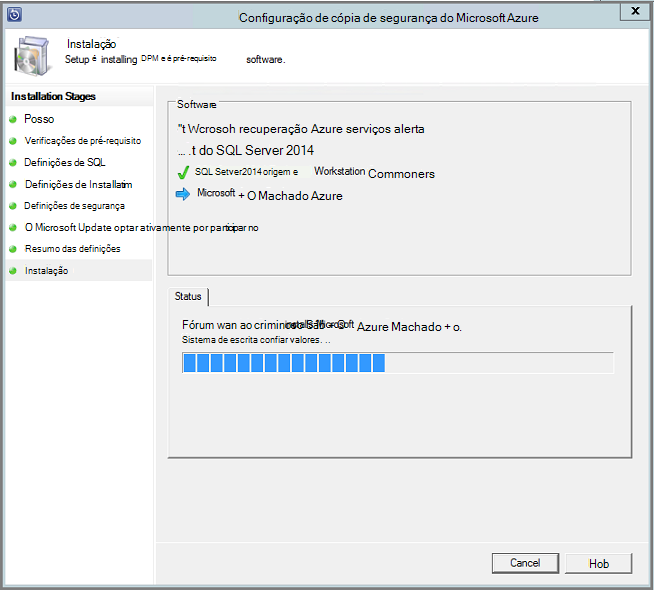 Configuração de cópia de segurança do Microsoft Azure
X
Instalação
Setup é installing DPM e é pré-requisito software.
Installation Stages
Posso
Verificações de pré-requisito
Definições de SQL
Definições de Installatim
Definições de segurança
O Microsoft Update optar ativamente por participar no
Resumo das definições
Instalação
Software
"t Wcrosoh recuperação Azure serviços alerta
... .t do SQL Server 2014
SQL Setver2014 origem e Workstation Commoners
Microsoft + O Machado Azure
Status
Fórum wan ao criminoso Microsoft Azure Machado + o.
Sistema de escrita confiar valores. ..
Cancel
Hob